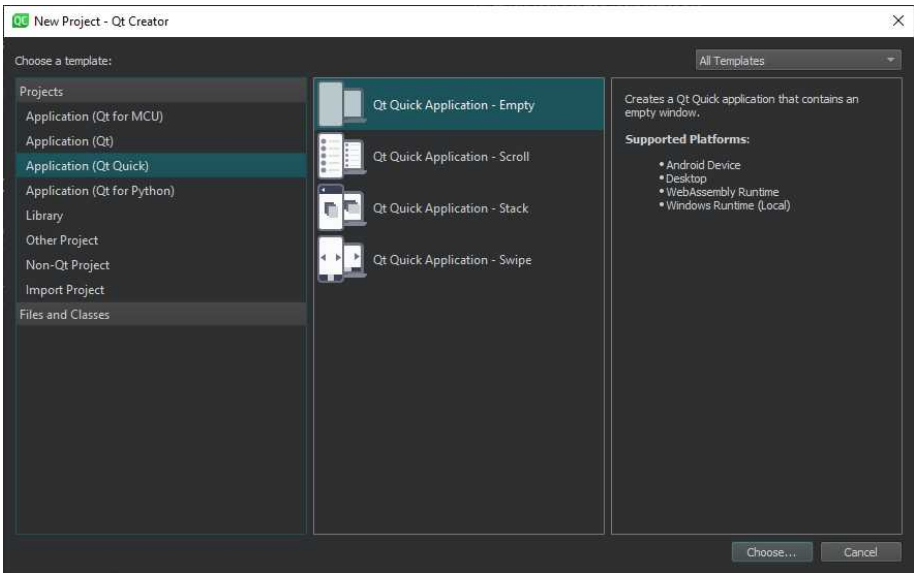 QC New Project - Qt Creator
Choose a template:
All Templates
Projects
Application (Qt for MCU)
Application (Qt)
Application (Qt Quick)
Application (Qt for Python)
Library
Other Project
Non-Qt Project
Import Project
Files and Classes
Qt Quick Application - Empty
Qt Quick Application - Scroll
Qt Quick Application - Stack
Qt Quick Application - Swipe
Creates a Qt Quick application that contains an
empty window.
Supported Platforms:
• Android Device
• Desktop
• WebAssembly Runtime
• Windows Runtime (Local)
Choose...
Cancel